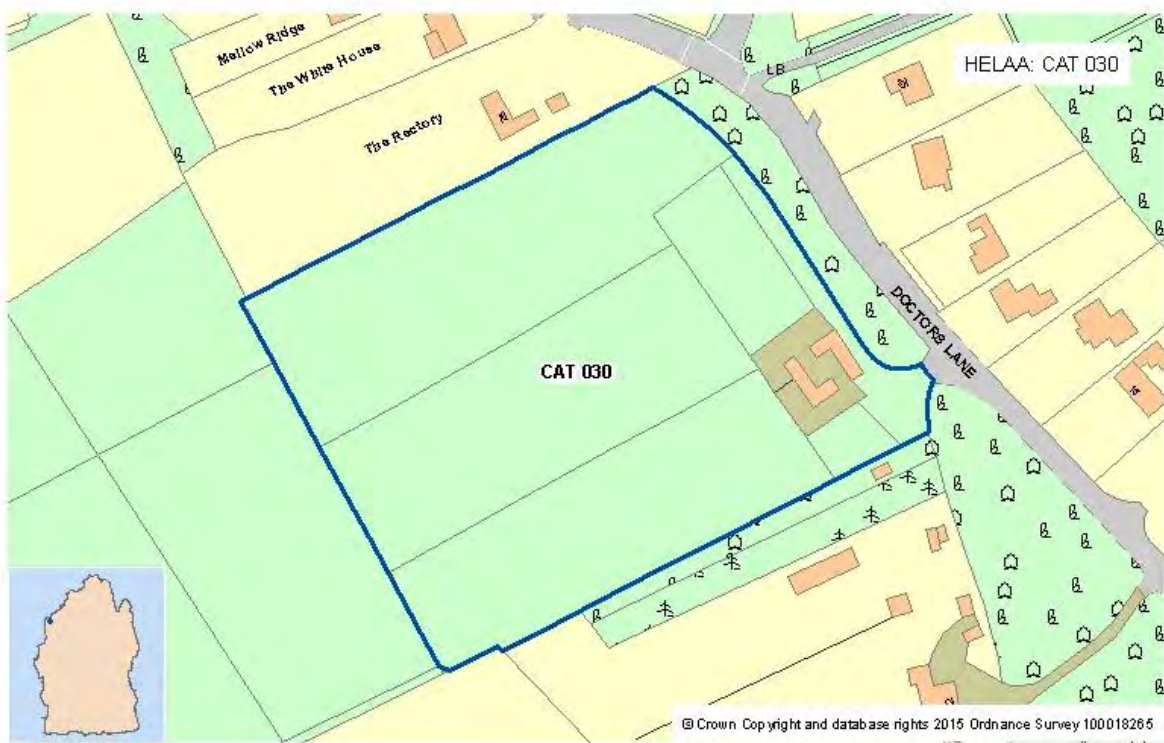 HELAA: CAT 030
Mellow Ridge
The White House
The Rectory
LB
CAT 030
DOCTORS LANE
© Crown Copyright and database rights 2015 Ordnance Survey 100018265